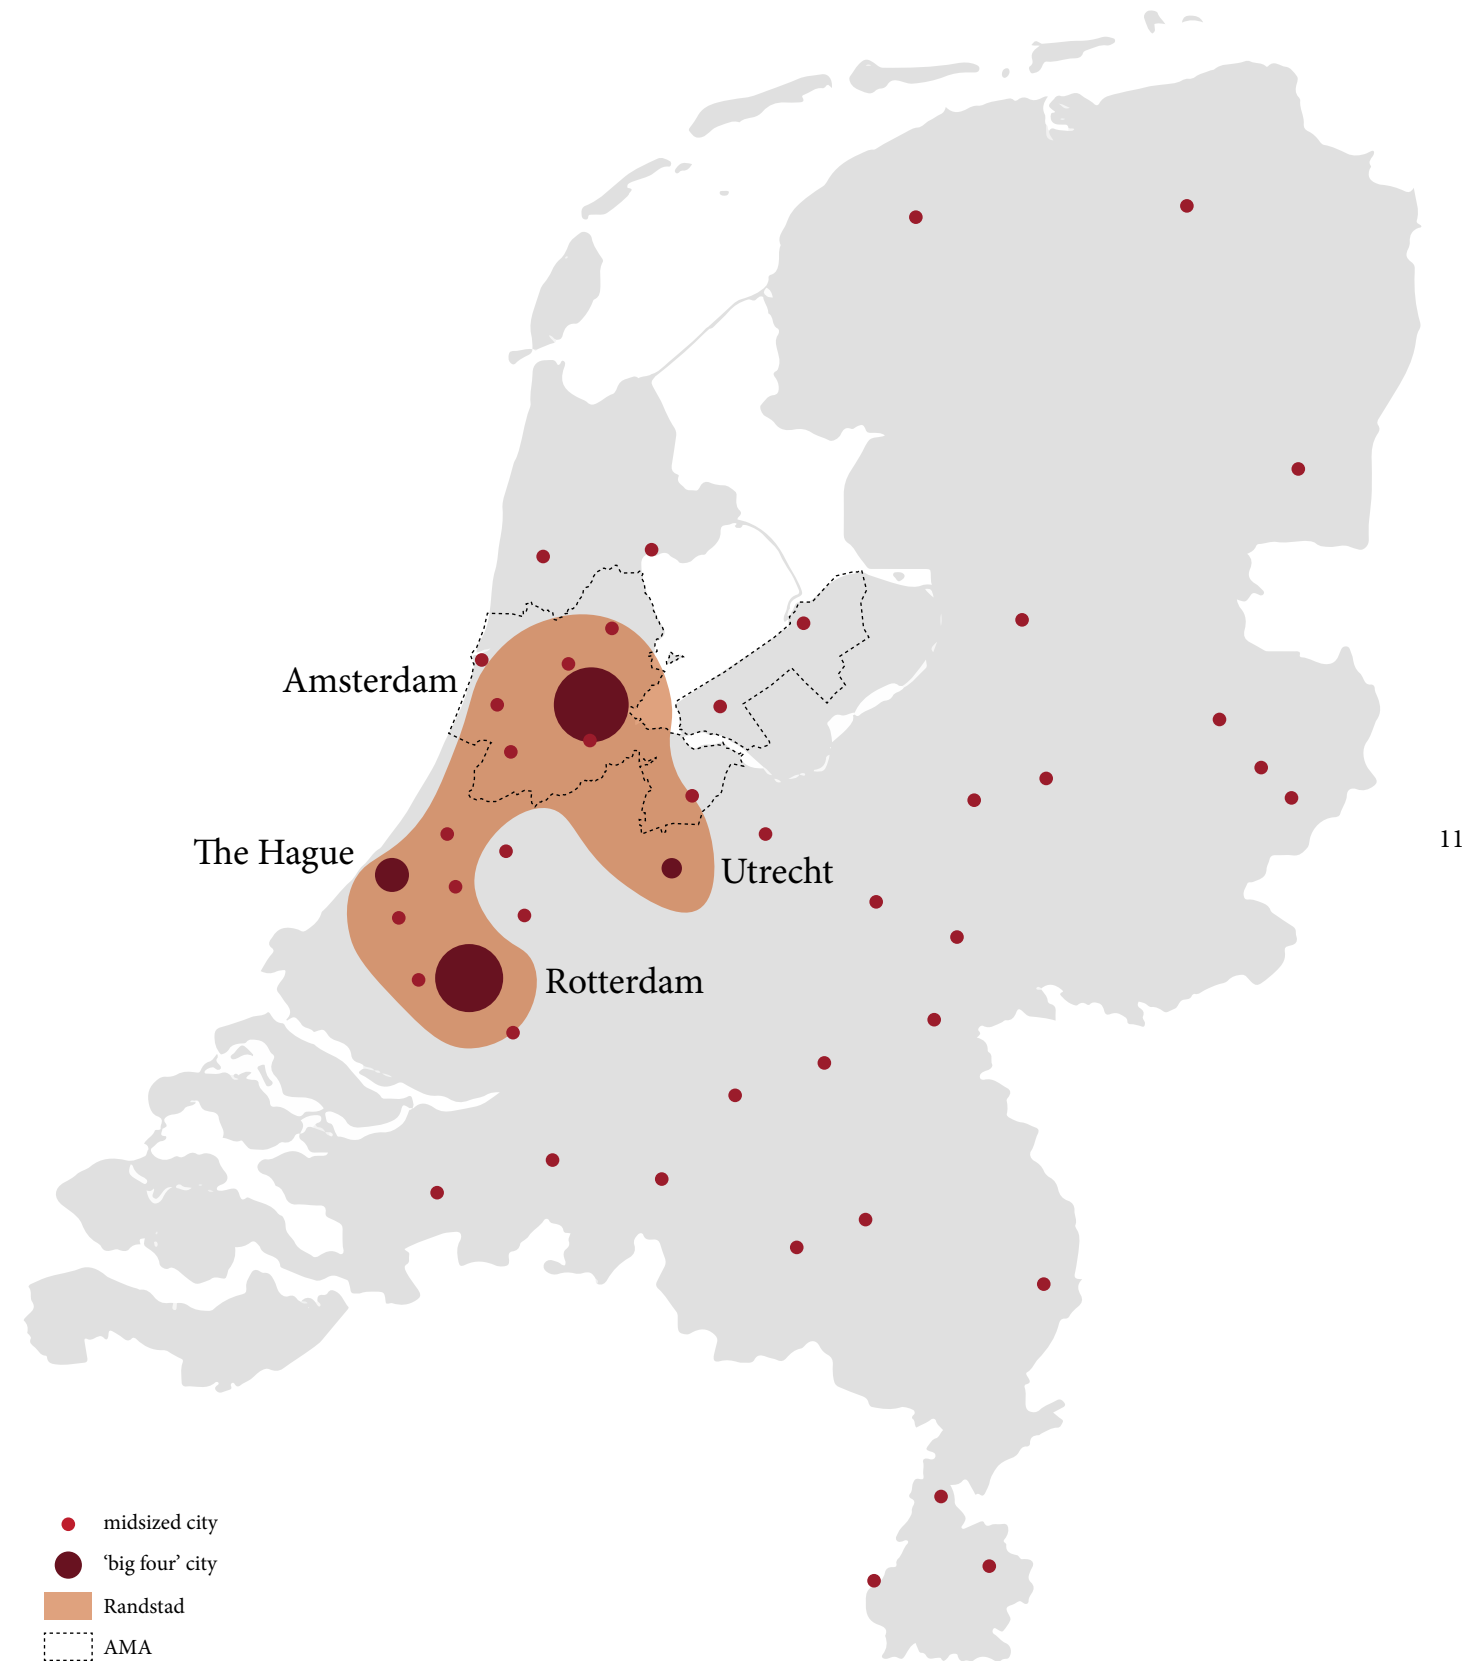 Amsterdam
The Hague
11
Utrecht
Rotterdam
midsized city
‘big four’ city
Randstad
AMA